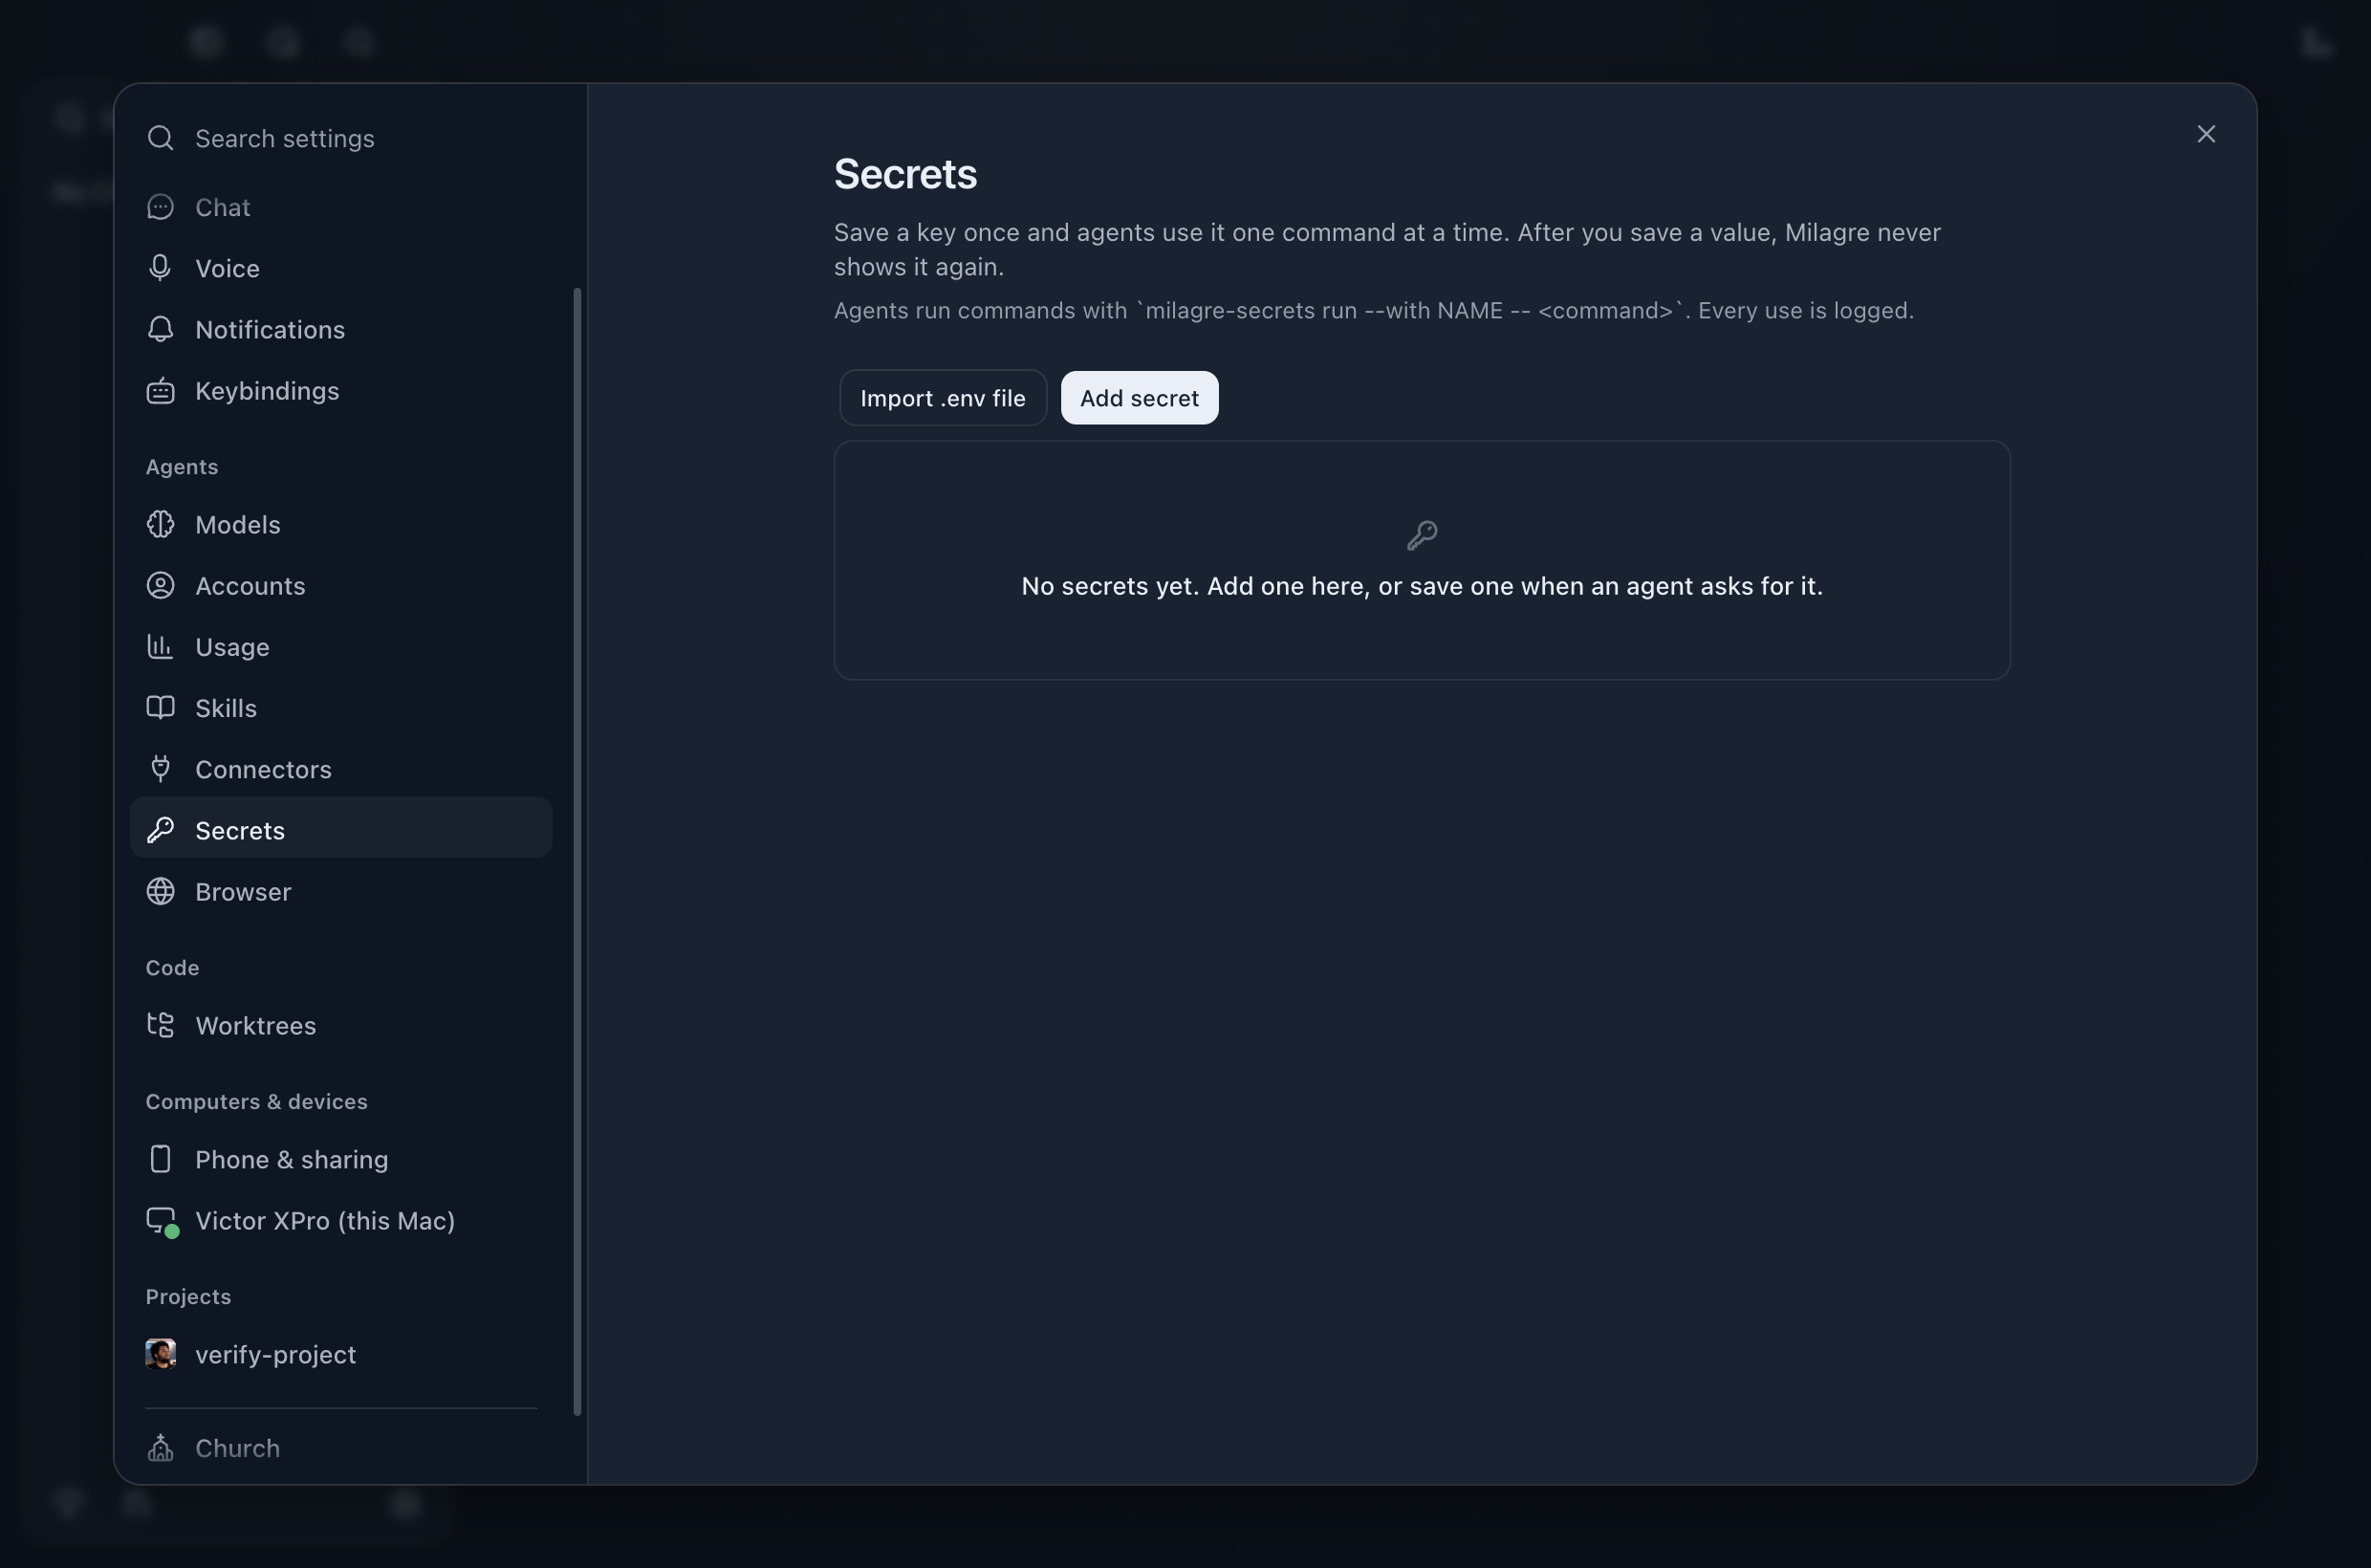 Search settings
Chat
Voice
Notifications
Keybindings
Agents
Models
Accounts
Usage
Skills
Connectors
Secrets
Browser
Code
Worktrees
Computers & devices
Phone & sharing
Victor XPro (this Mac)
Projects
verify-project
Church
Secrets
Save a key once and agents use it one command at a time. After you save a value, Milagre never
shows it again.
Agents run commands with `milagre-secrets run --with NAME -- <command>`. Every use is logged.
Import .env file
Add secret
No secrets yet. Add one here, or save one when an agent asks for it.